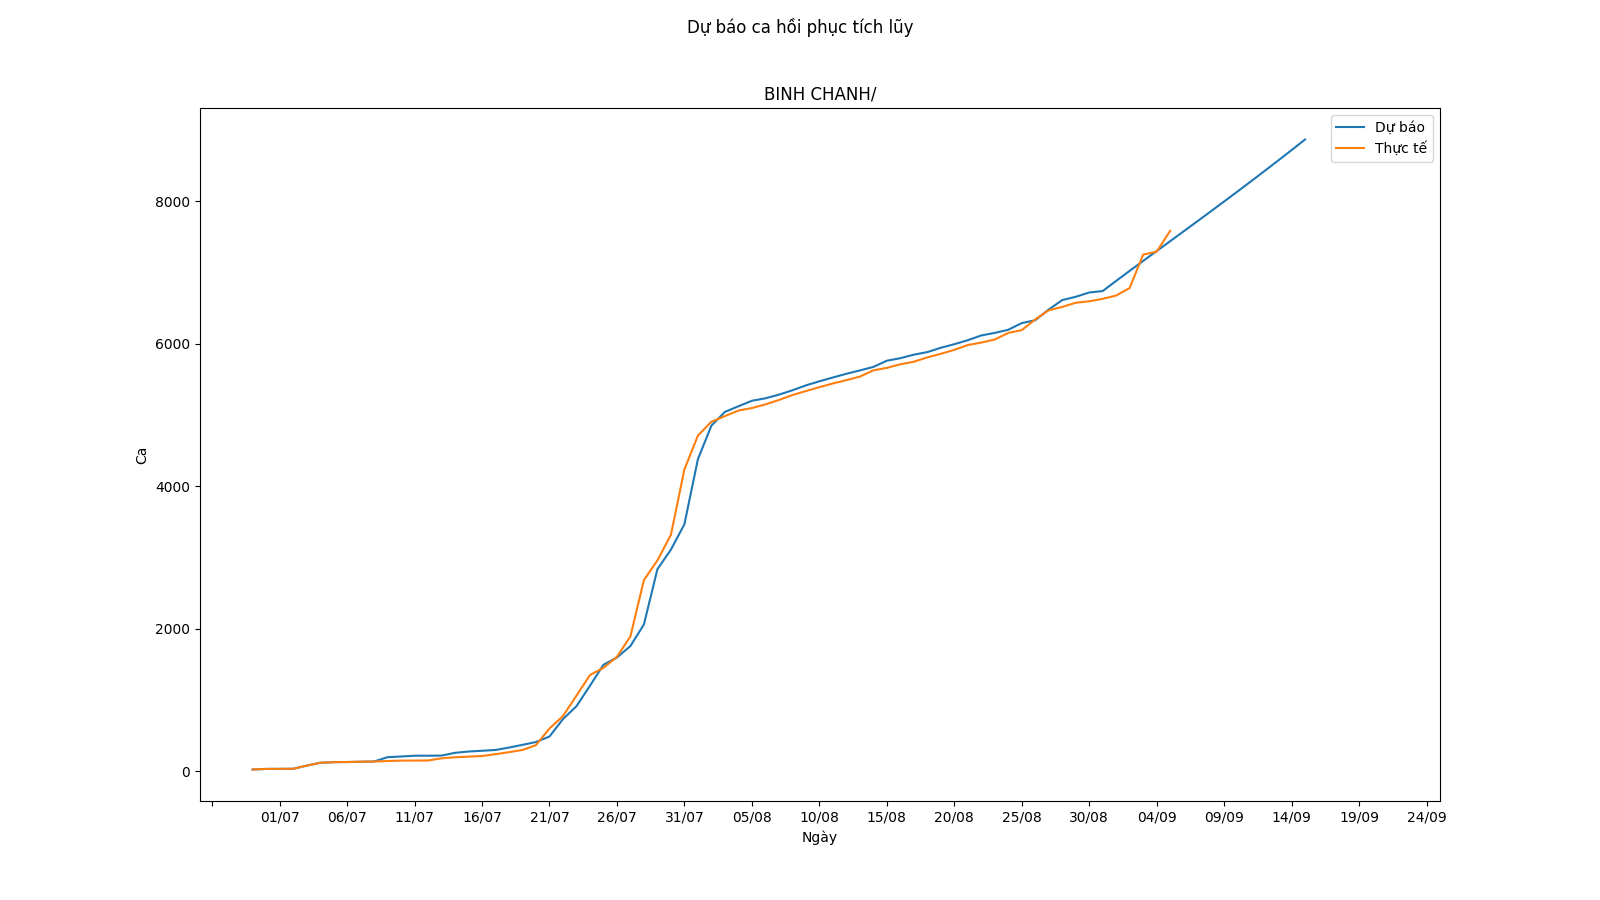 Dự báo ca hồi phục tích lũy
BINH CHANH/
Dự báo
Thực tế
8000
6000
4000
2000
0
Ca
01/07 06/07 11/07 16/07 21/07 26/07 31/07 05/08 10/08 15/08 20/08 25/08 30/08 04/09 09/09 14/09 19/09 24/09
Ngày